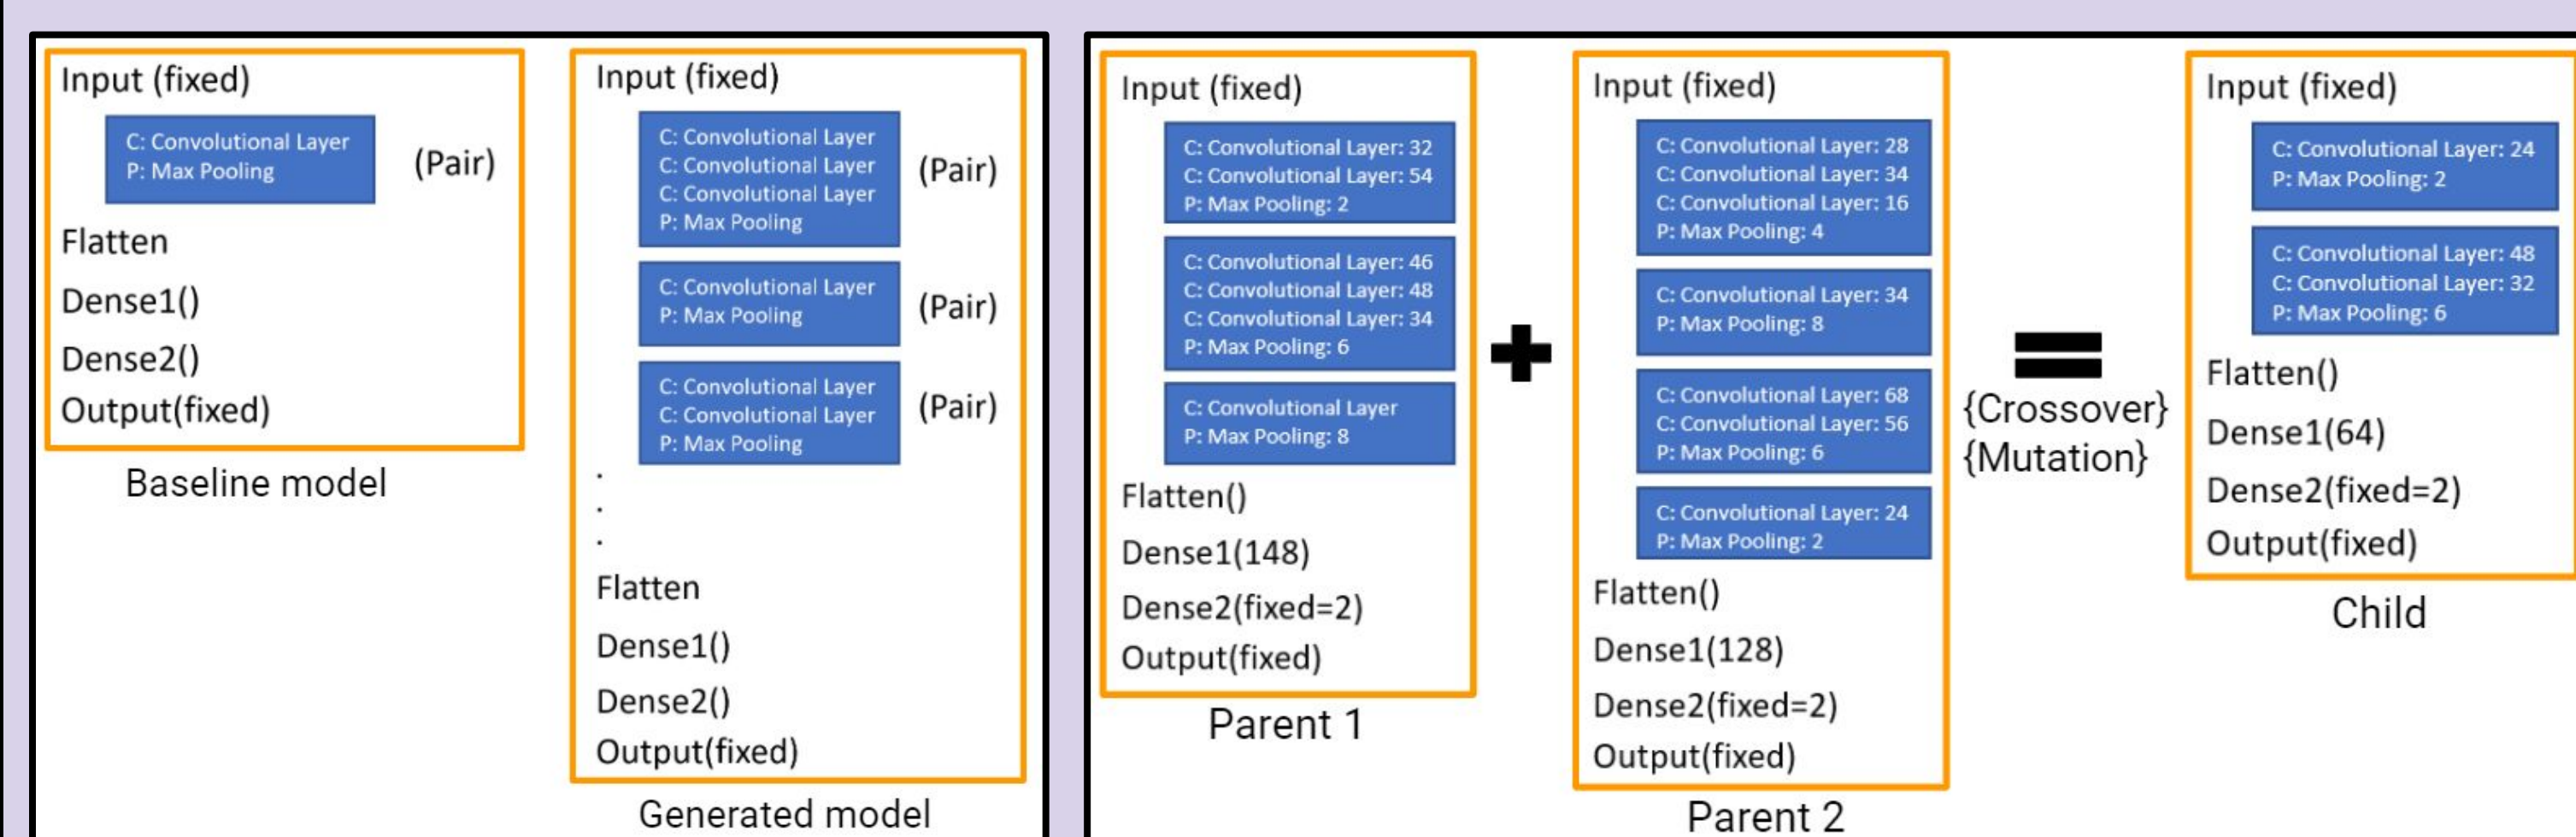 Input (fixed)
C: Convolutional Layer
P: Max Pooling
(Pair)
Flatten
Dense1()
Dense2()
Output(fixed)
Baseline model
Input (fixed)
C: Convolutional Layer
C: Convolutional Layer
C: Convolutional Layer
P: Max Pooling
(Pair)
C: Convolutional Layer
P: Max Pooling
(Pair)
C: Convolutional Layer
C: Convolutional Layer
P: Max Pooling
(Pair)
.
.
.
Flatten
Dense1()
Dense2()
Output(fixed)
Generated model
Input (fixed)
C: Convolutional Layer: 32
C: Convolutional Layer: 54
P: Max Pooling: 2
C: Convolutional Layer: 46
C: Convolutional Layer: 48
C: Convolutional Layer: 34
P: Max Pooling: 6
C: Convolutional Layer
P: Max Pooling: 8
Flatten()
Dense1(148)
Dense2(fixed=2)
Output(fixed)
Parent 1
Input (fixed)
C: Convolutional Layer: 28
C: Convolutional Layer: 34
C: Convolutional Layer: 16
P: Max Pooling: 4
C: Convolutional Layer: 34
P: Max Pooling: 8
C: Convolutional Layer: 68
C: Convolutional Layer: 56
P: Max Pooling: 6
C: Convolutional Layer: 24
P: Max Pooling: 2
Flatten()
Dense1(128)
Dense2(fixed=2)
Output(fixed)
Parent 2
{Crossover}
{Mutation}
Input (fixed)
C: Convolutional Layer: 24
P: Max Pooling: 2
C: Convolutional Layer: 48
C: Convolutional Layer: 32
P: Max Pooling: 6
Flatten()
Dense1(64)
Dense2(fixed=2)
Output(fixed)
Child